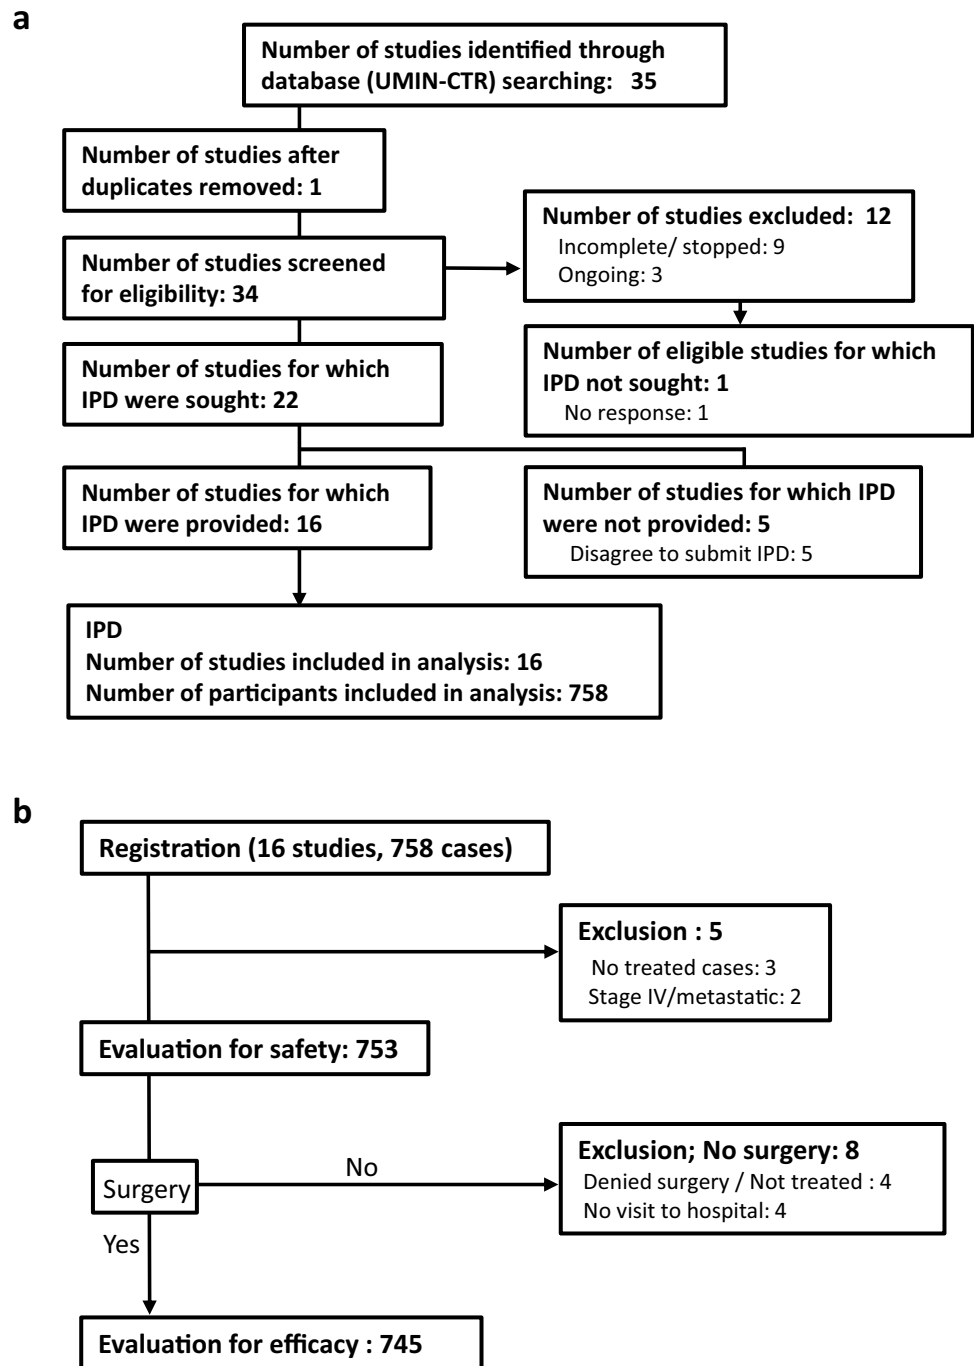 a
Number of studies identified through
database (UMIN-CTR) searching: 35
Number of studies after
duplicates removed: 1
Number of studies screened
for eligibility: 34
Number of studies excluded: 12
Incomplete/ stopped: 9
Ongoing: 3
Number of eligible studies for which
IPD not sought: 1
No response: 1
Number of studies for which
IPD were sought: 22
Number of studies for which
IPD were provided: 16
Number of studies for which IPD
were not provided: 5
Disagree to submit IPD: 5
IPD
Number of studies included in analysis: 16
Number of participants included in analysis: 758
b
Registration (16 studies, 758 cases)
Exclusion : 5
No treated cases: 3
Stage IV/metastatic: 2
Evaluation for safety: 753
Surgery
No
Exclusion; No surgery: 8
Denied surgery / Not treated : 4
No visit to hospital: 4
Yes
Evaluation for efficacy : 745